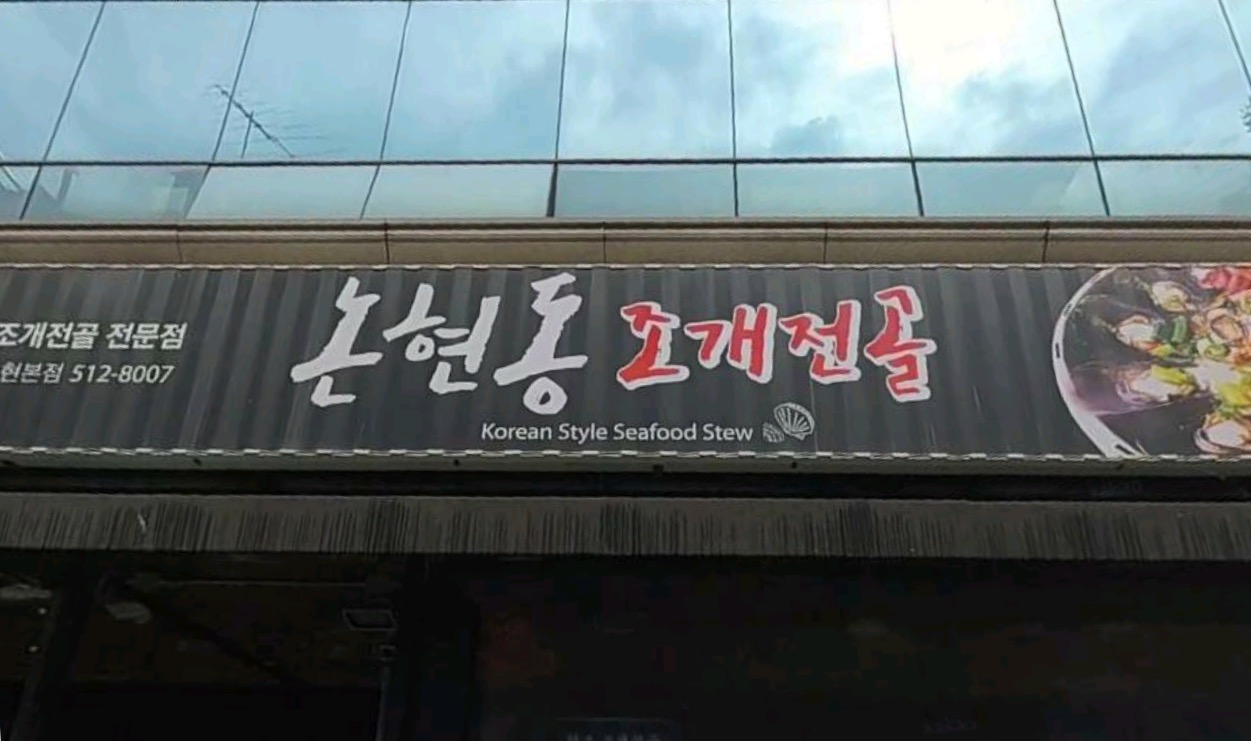 조개전골 전문점
현본점 512-8007
논현동 조개전골
Korean Style Seafood Stew